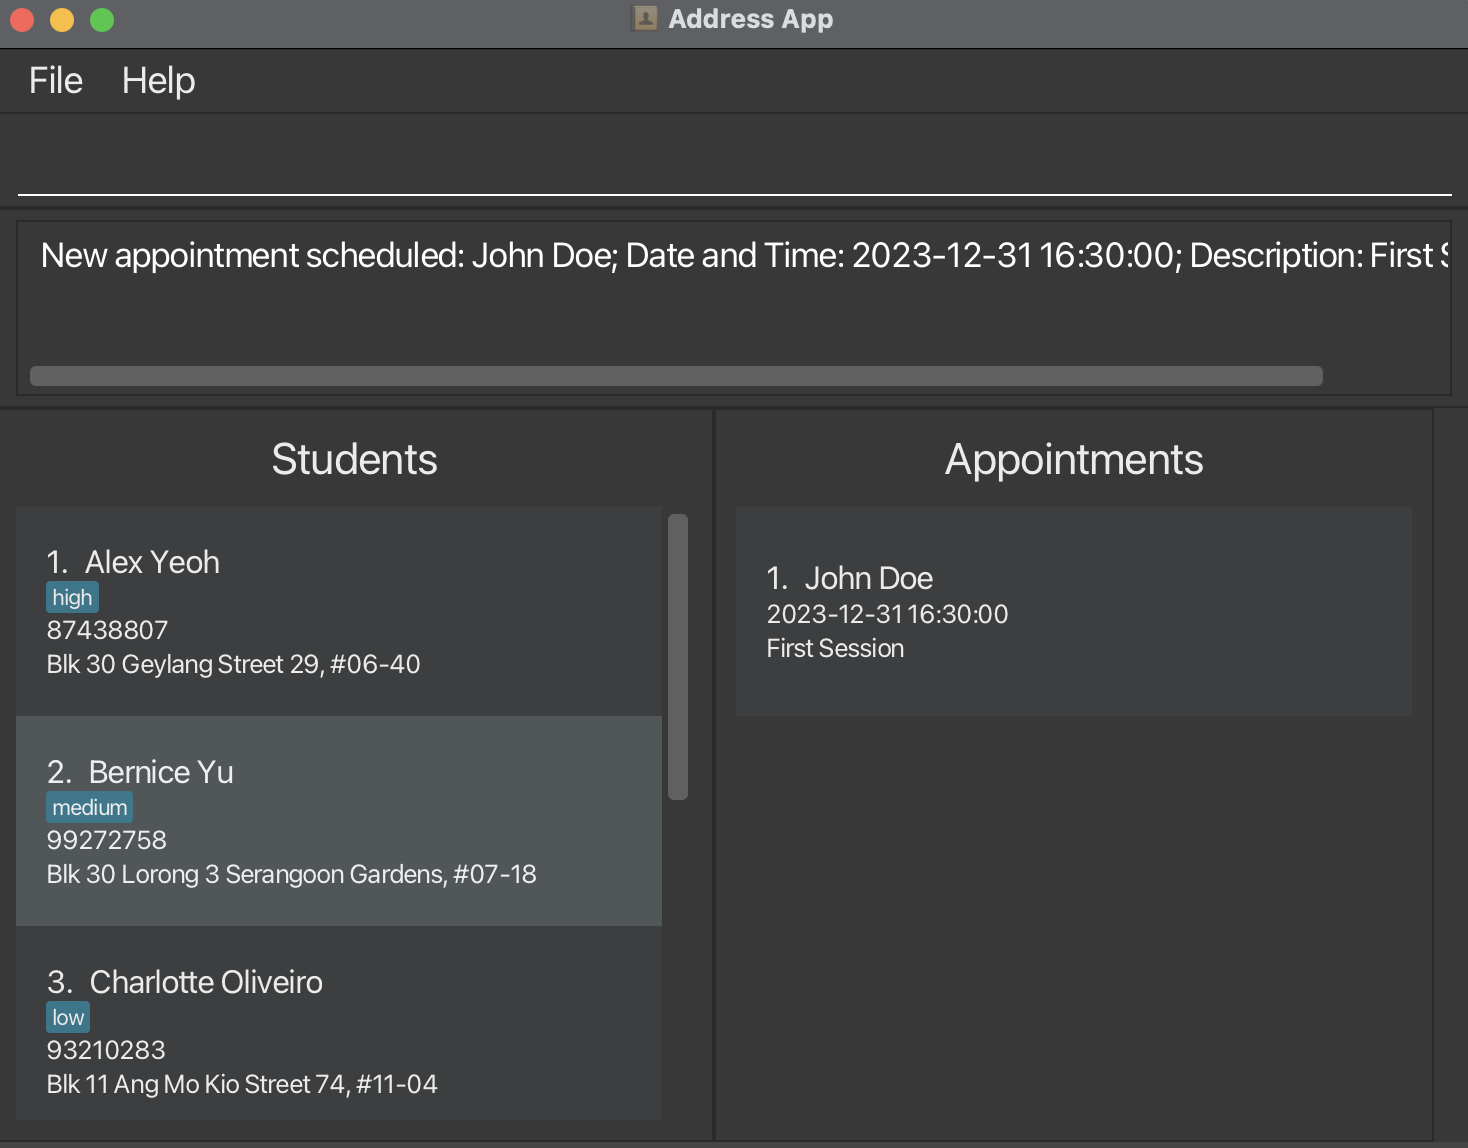 Address App
File Help
New appointment scheduled: John Doe; Date and Time: 2023-12-31 16:30:00; Description: First
Students
1. Alex Yeoh
high
87438807
Blk 30 Geylang Street 29, #06-40
2. Bernice Yu
medium
99272758
Blk 30 Lorong 3 Serangoon Gardens, #07-18
3. Charlotte Oliveiro
low
93210283
Blk 11 Ang Mo Kio Street 74, #11-04
Appointments
1. John Doe
2023-12-31 16:30:00
First Session